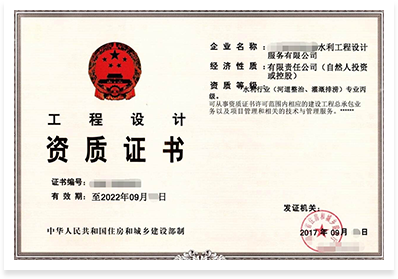 工程设计
资质证书
证书编号：
有 效 期：至2022年09月 日
中华人民共和国住房和城乡建设部制
企 业 名 称： 水利工程设计
服务有限公司
经 济 性 质：有限责任公司（自然人投资
或控股）
资 质 等 级：水利行业（河道整治、灌溉排涝）专业丙
级。
可从事资质证书许可范围内相应的建设工程总承包业
务以及项目管理和相关的技术与管理服务。******
发证机关：
2017年09月 日